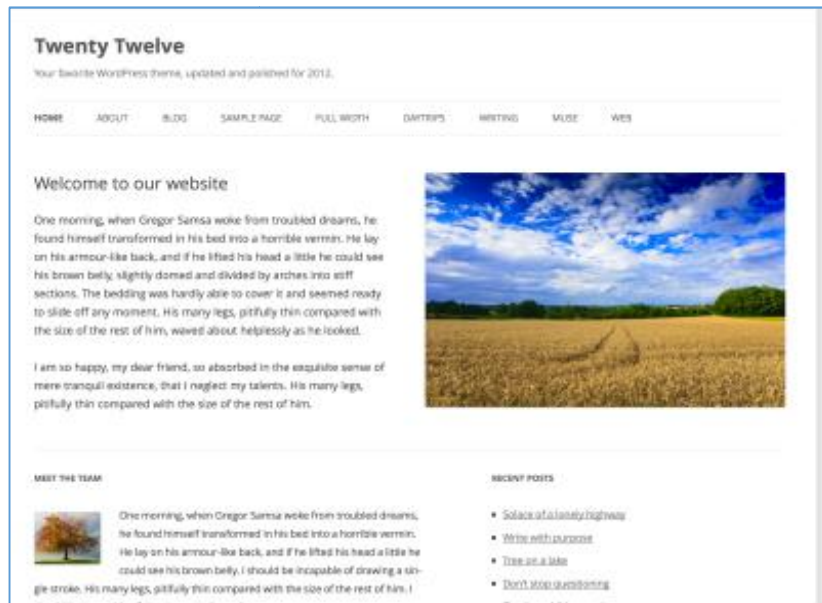 Twenty Twelve
Your favorite WordPress theme, updated and polished for 2012.
HOME ABOUT BLOG SAMPLE PAGE FULL WIDTH DAYTRIPS WRITING MUSE WEB
Welcome to our website
One morning, when Gregor Samsa woke from troubled dreams, he
found himself transformed in his bed into a horrible vermin. He lay
on his armour-like back, and if he lifted his head a little he could see
his brown belly, slightly domed and divided by arches into stiff
sections. The bedding was hardly able to cover it and seemed ready
to slide off any moment. His many legs, pitifully thin compared with
the size of the rest of him, waved about helplessly as he looked.
I am so happy, my dear friend, so absorbed in the exquisite sense of
mere tranquil existence, that I neglect my talents. His many legs,
pitifully thin compared with the size of the rest of him.
MEET THE TEAM
One morning, when Gregor Samsa woke from troubled dreams,
he found himself transformed in his bed into a horrible vermin.
He lay on his armour-like back, and if he lifted his head a little he
could see his brown belly. I should be incapable of drawing a sin-
gle stroke. His many legs, pitifully thin compared with the size of the rest of him. I
RECENT POSTS
Solace of a lonely highway
Write with purpose
Tree on a lake
Don't stop questioning